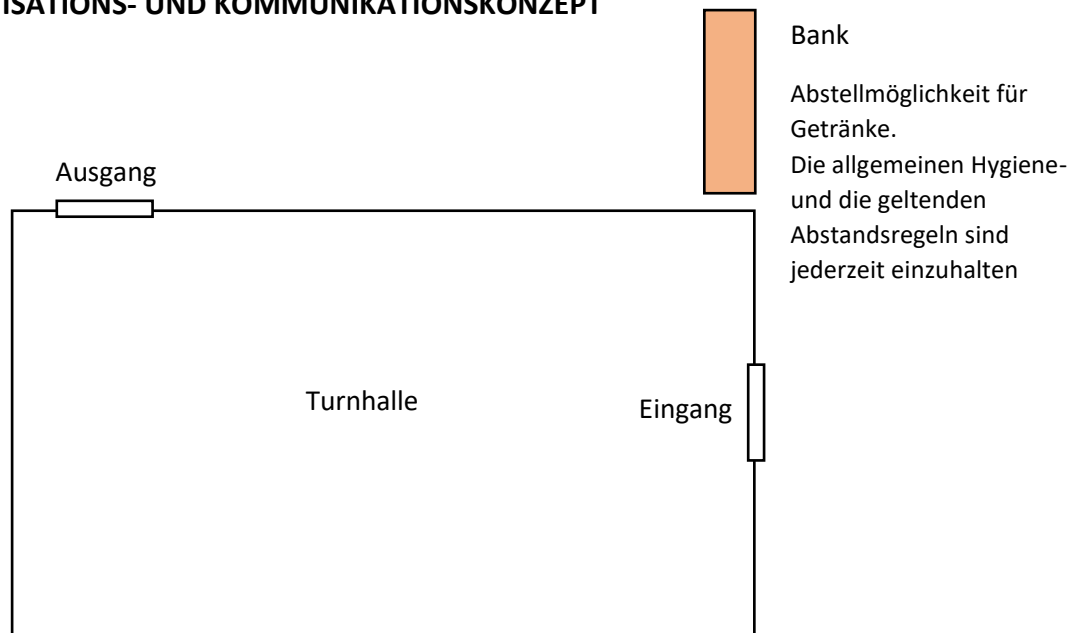 ISATIONS- UND KOMMUNIKATIONSKONZEPT
Bank
Abstellmöglichkeit für
Getränke.
Die allgemeinen Hygiene-
und die geltenden
Abstandsregeln sind
jederzeit einzuhalten
Ausgang
Turnhalle
Eingang